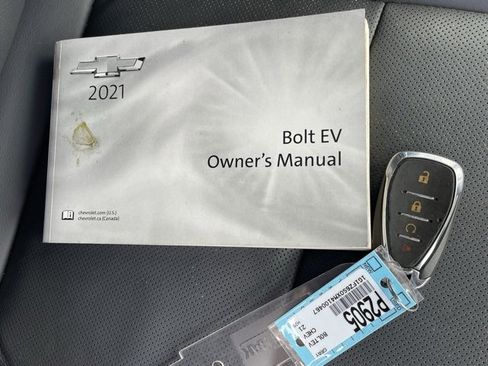 2021
Bolt EV
Owner's Manual
chevrolet.com (U.S.)
chevrolet.ca (Canada)
P2905
BOLT EV
CHEV
21